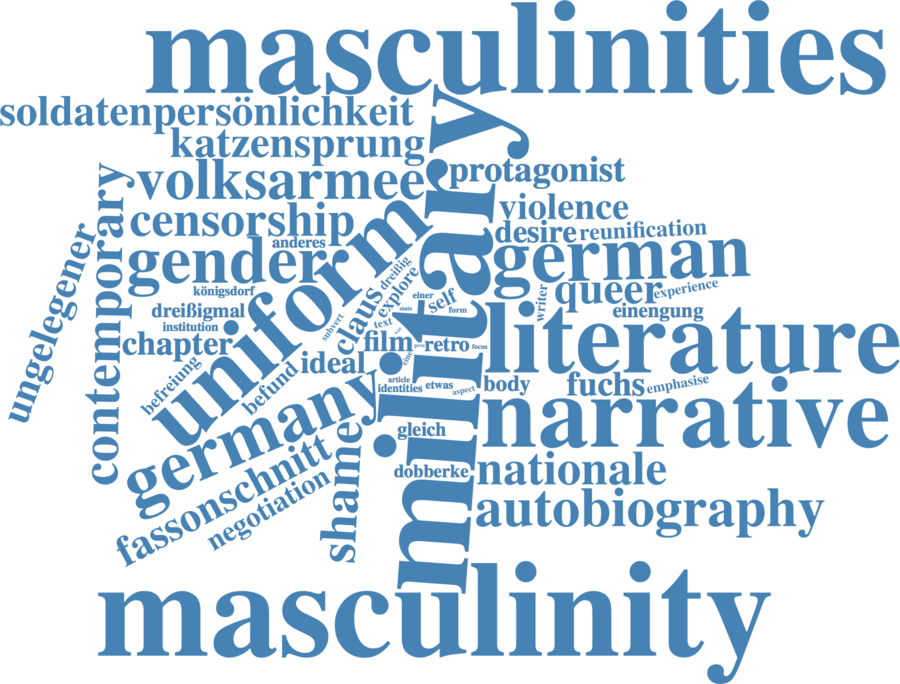 masculinities
soldatenpersönlichkeit
katzensprung
military
volksarmee
protagonist
contemporary
censorship
violence
uniform
desire
reunification
anderes
ungelegener
gender
german
dreißig
explore
königsdorf
claus
einer
self
queer
experience
writer
dreißigmal
state
form
einengung
institution
subvert
text
literature
chapter
film
retro
focus
eine
ideal
befreiung
befund
article
identities
etwas
aspect
body
fuchs
emphasise
germany
narrative
gleich
shame
fassonschnitt
dobberke
nationale
negotiation
autobiography
masculinity